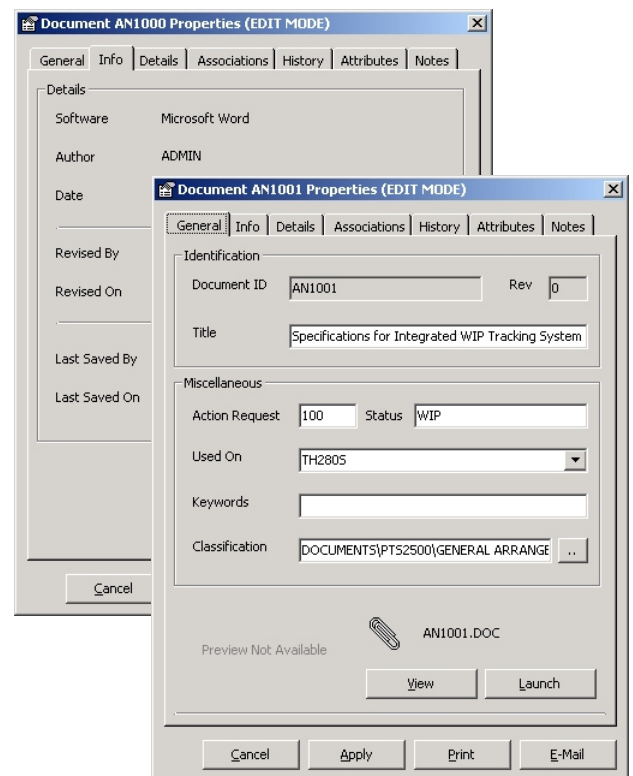 Document AN1000 Properties (EDIT MODE)
General Info Details Associations History Attributes Notes
Details
Software Microsoft Word
Author ADMIN
Date
Revised By
Revised On
Last Saved By
Last Saved On
Cancel
Document AN1001 Properties (EDIT MODE)
General Info Details Associations History Attributes Notes
Identification
Document ID AN1001 Rev 0
Title Specifications for Integrated WIP Tracking System
Miscellaneous
Action Request 100 Status WIP
Used On TH280S
Keywords
Classification DOCUMENTS\PTS2500\GENERAL ARRANGE ..
Preview Not Available AN1001.DOC
View Launch
Cancel Apply Print E-Mail